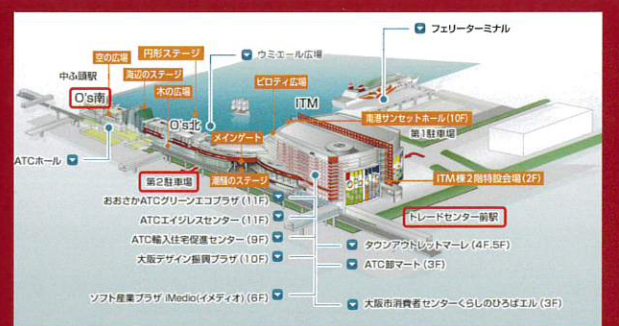 フェリーターミナル
円形ステージ
空の広場
ウミエール広場
中ふ頭駅
海辺のステージ
ピロティ広場
O's南
木の広場
ITM
O's北
南港サンセットホール(10F)
メインゲート
第1駐車場
ATCホール
第2駐車場
潮騒のステージ
ITM棟2階特設会場(2F)
おおさかATCグリーンエコプラザ(11F)
トレードセンター前駅
ATCエイジレスセンター(11F)
ATC輸入住宅促進センター(9F)
タウンアウトレットマーレ(4F.5F)
大阪デザイン振興プラザ(10F)
ATC卸マート(3F)
ソフト産業プラザ iMedio(イメディオ)(6F)
大阪市消費者センターくらしのひろばエル(3F)